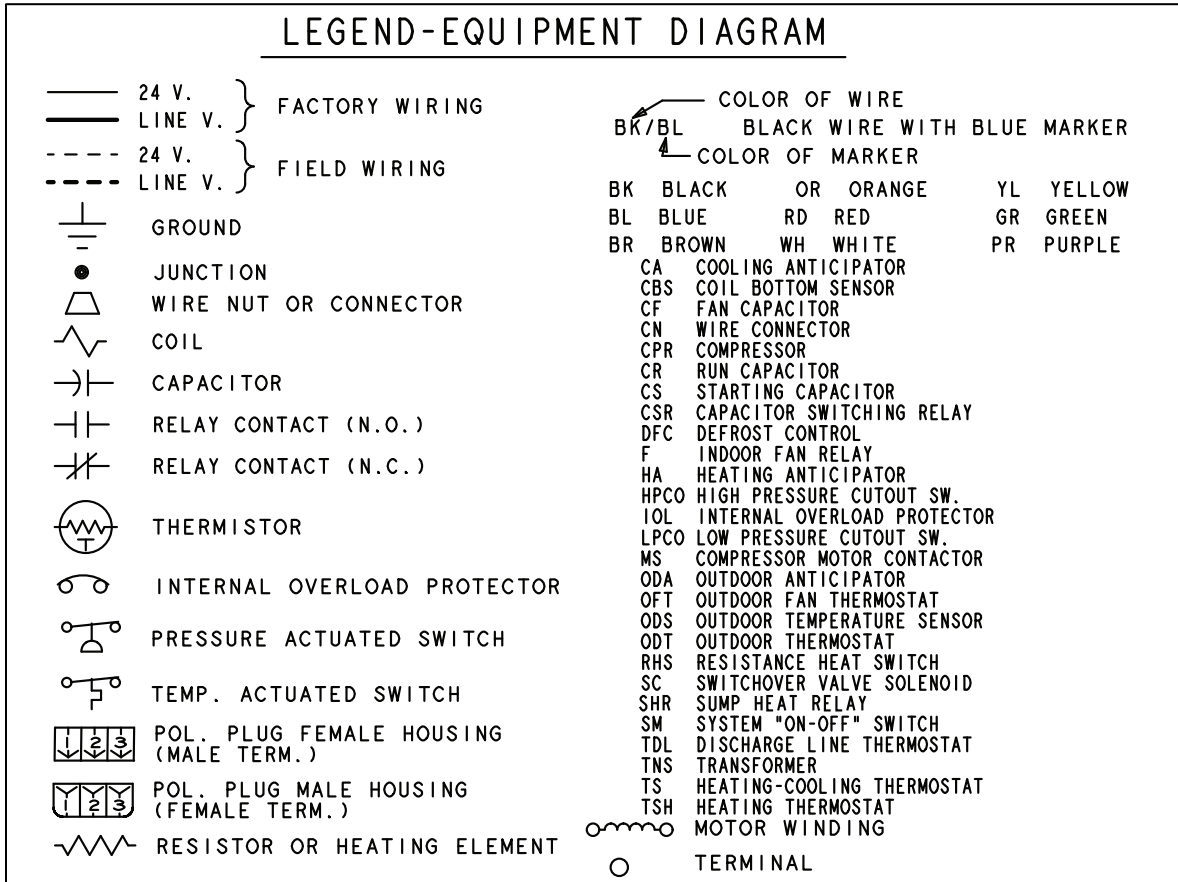 LEGEND-EQUIPMENT DIAGRAM
24 V.
LINE V.
FACTORY WIRING
24 V.
LINE V.
FIELD WIRING
GROUND
JUNCTION
WIRE NUT OR CONNECTOR
COIL
CAPACITOR
RELAY CONTACT (N.O.)
RELAY CONTACT (N.C.)
THERMISTOR
INTERNAL OVERLOAD PROTECTOR
PRESSURE ACTUATED SWITCH
TEMP. ACTUATED SWITCH
1 2 3 POL. PLUG FEMALE HOUSING
(MALE TERM.)
1 2 3 POL. PLUG MALE HOUSING
(FEMALE TERM.)
RESISTOR OR HEATING ELEMENT
COLOR OF WIRE
BK/BL BLACK WIRE WITH BLUE MARKER
COLOR OF MARKER
BK BLACK OR ORANGE YL YELLOW
BL BLUE RD RED GR GREEN
BR BROWN WH WHITE PR PURPLE
CA COOLING ANTICIPATOR
CBS COIL BOTTOM SENSOR
CF FAN CAPACITOR
CN WIRE CONNECTOR
CPR COMPRESSOR
CR RUN CAPACITOR
CS STARTING CAPACITOR
CSR CAPACITOR SWITCHING RELAY
DFC DEFROST CONTROL
F INDOOR FAN RELAY
HA HEATING ANTICIPATOR
HPCO HIGH PRESSURE CUTOUT SW.
IOL INTERNAL OVERLOAD PROTECTOR
LPCO LOW PRESSURE CUTOUT SW.
MS COMPRESSOR MOTOR CONTACTOR
ODA OUTDOOR ANTICIPATOR
OFT OUTDOOR FAN THERMOSTAT
ODS OUTDOOR TEMPERATURE SENSOR
ODT OUTDOOR THERMOSTAT
RHS RESISTANCE HEAT SWITCH
SC SWITCHOVER VALVE SOLENOID
SHR SUMP HEAT RELAY
SM SYSTEM "ON-OFF" SWITCH
TDL DISCHARGE LINE THERMOSTAT
TNS TRANSFORMER
TS HEATING-COOLING THERMOSTAT
TSH HEATING THERMOSTAT
MOTOR WINDING
TERMINAL